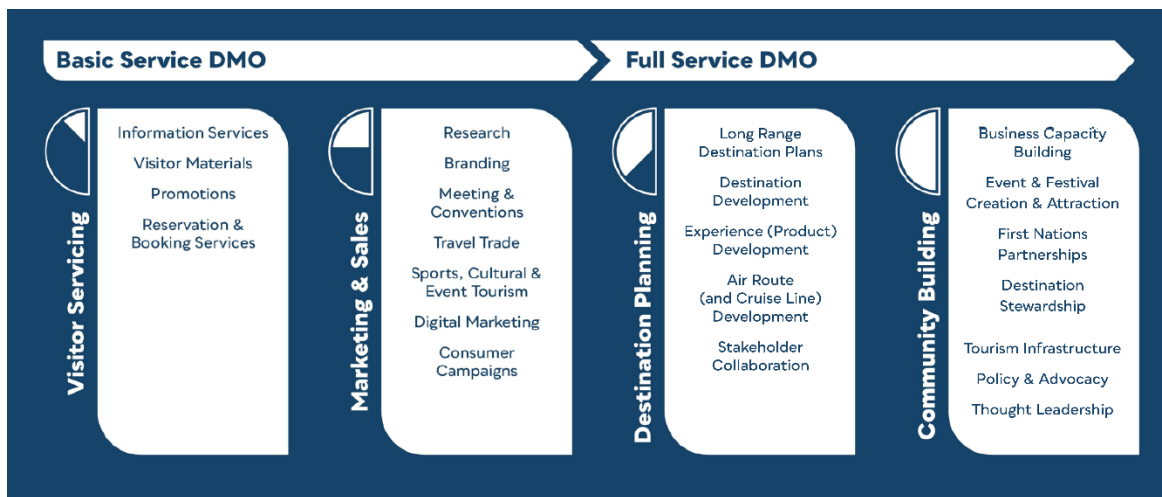 Basic Service DMO
Full Service DMO
Visitor Servicing
Information Services
Visitor Materials
Promotions
Reservation &
Booking Services
Marketing & Sales
Research
Branding
Meeting &
Conventions
Travel Trade
Sports, Cultural &
Event Tourism
Digital Marketing
Consumer
Campaigns
Destination Planning
Long Range
Destination Plans
Destination
Development
Experience (Product)
Development
Air Route
(and Cruise Line)
Development
Stakeholder
Collaboration
Community Building
Business Capacity
Building
Event & Festival
Creation & Attraction
First Nations
Partnerships
Destination
Stewardship
Tourism Infrastructure
Policy & Advocacy
Thought Leadership